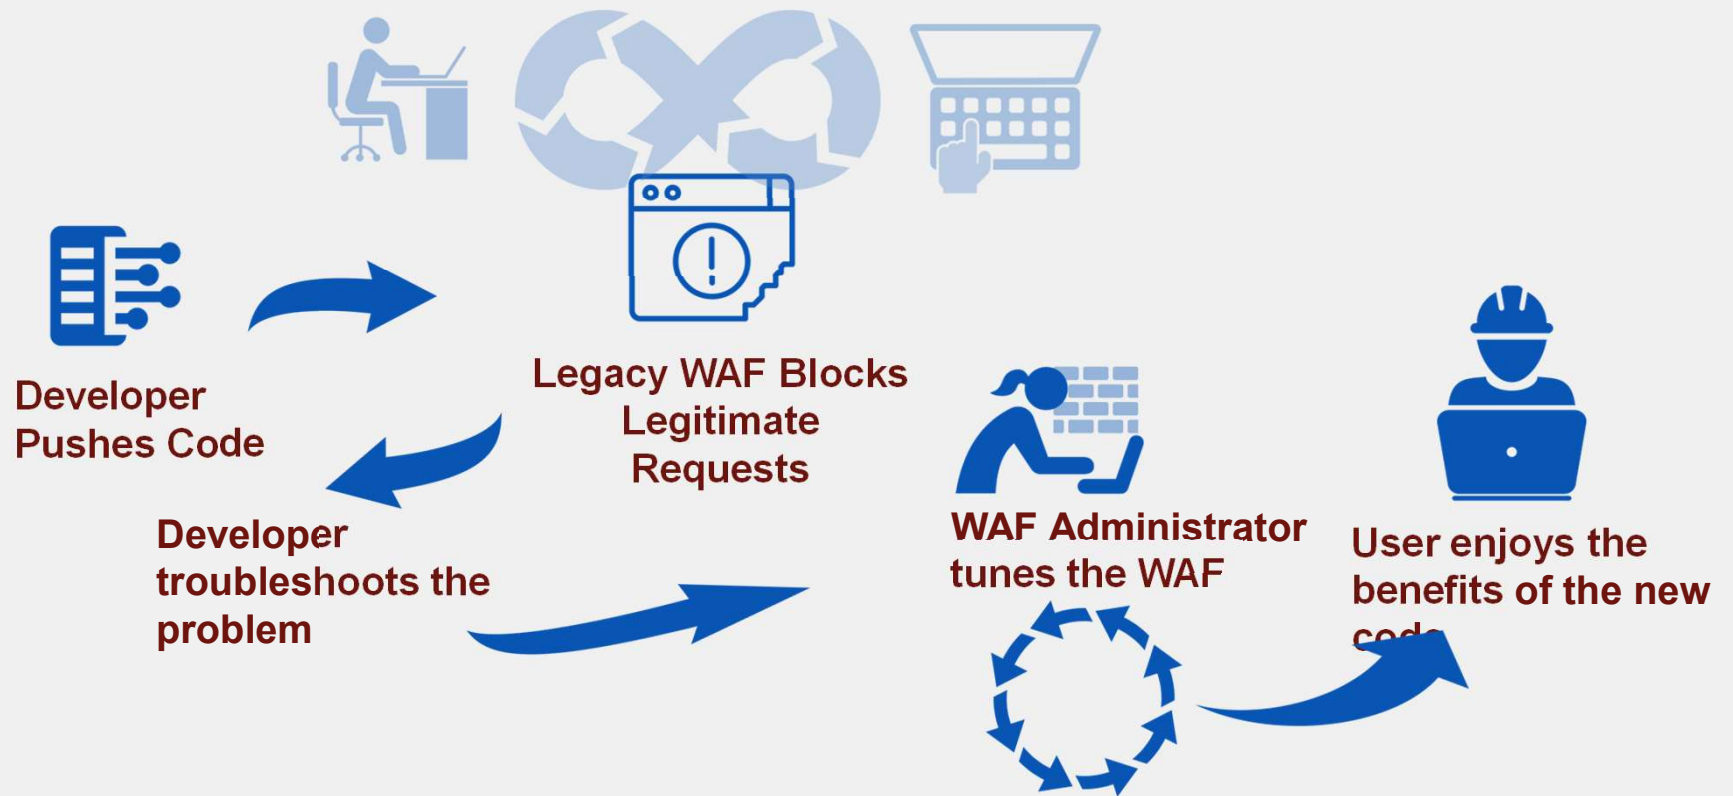 Developer
Pushes Code
Legacy WAF Blocks
Legitimate
Requests
Developer
troubleshoots the
problem
WAF Administrator
tunes the WAF
User enjoys the
benefits of the new
code